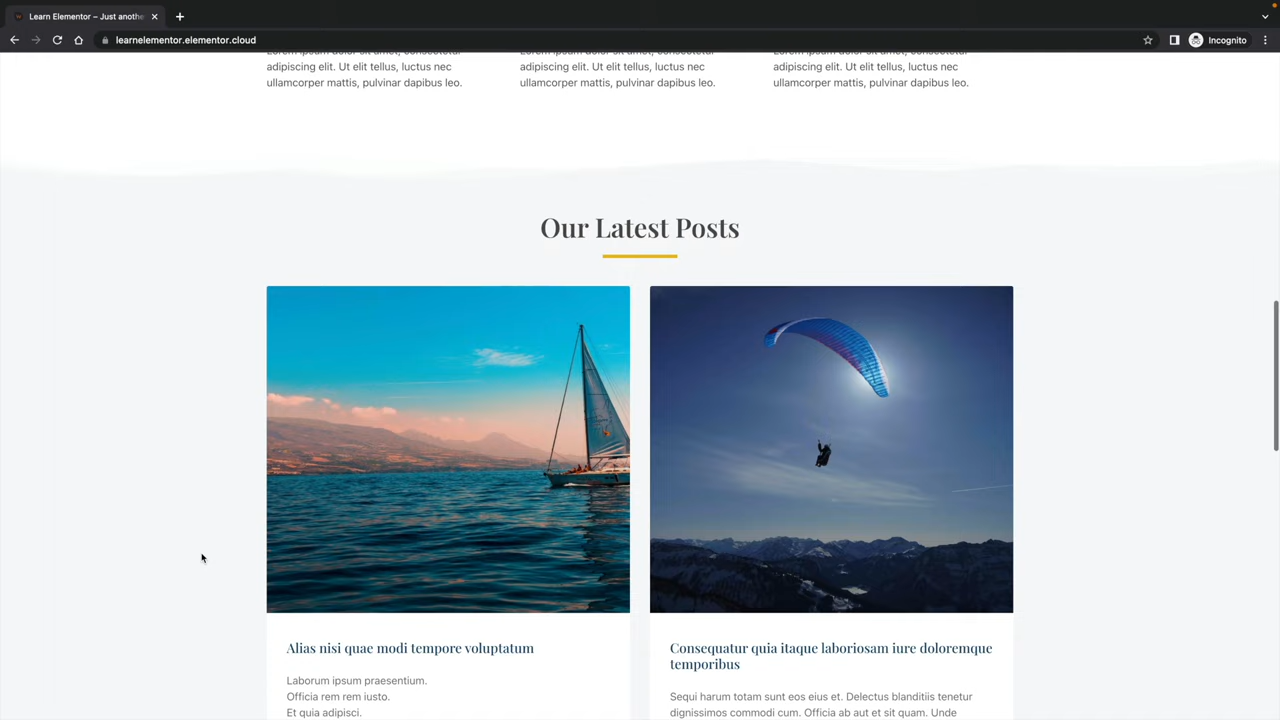 Learn Elementor – Just anothe
learnelementor.elementor.cloud
Incognito
Lorem ipsum dolor sit amet, consectetur
adipiscing elit. Ut elit tellus, luctus nec
ullamcorper mattis, pulvinar dapibus leo.
Lorem ipsum dolor sit amet, consectetur
adipiscing elit. Ut elit tellus, luctus nec
ullamcorper mattis, pulvinar dapibus leo.
Lorem ipsum dolor sit amet, consectetur
adipiscing elit. Ut elit tellus, luctus nec
ullamcorper mattis, pulvinar dapibus leo.
Our Latest Posts
Alias nisi quae modi tempore voluptatum
Laborum ipsum praesentium.
Officia rem rem iusto.
Et quia adipisci.
Consequatur quia itaque laboriosam iure doloremque
temporibus
Sequi harum totam sunt eos eius et. Delectus blanditiis tenetur
dignissimos commodi cum. Officia ab aut et sit quam. Unde